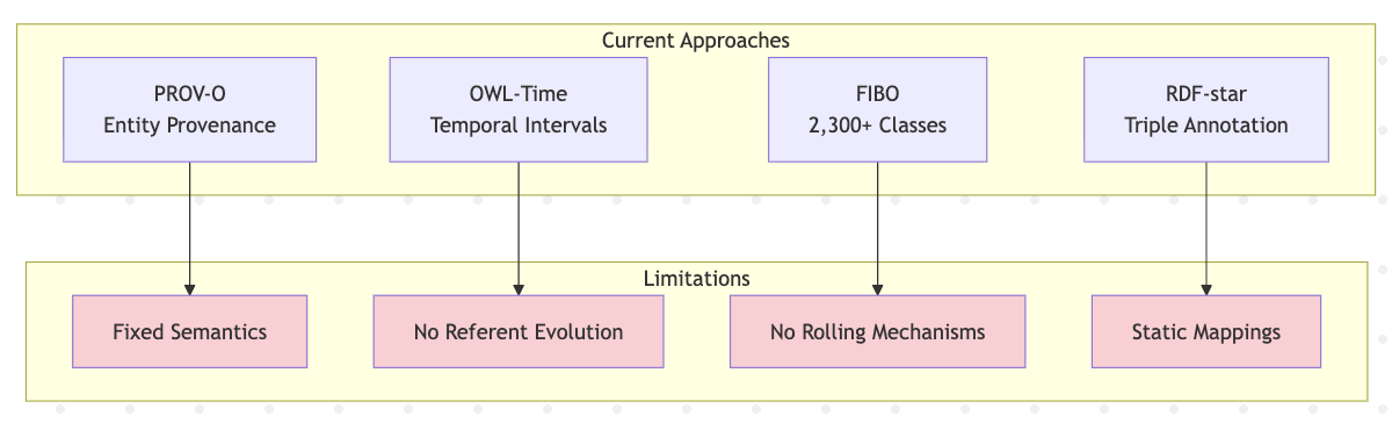 Current Approaches
PROV-O
Entity Provenance
OWL-Time
Temporal Intervals
FIBO
2,300+ Classes
RDF-star
Triple Annotation
Limitations
Fixed Semantics
No Referent Evolution
No Rolling Mechanisms
Static Mappings